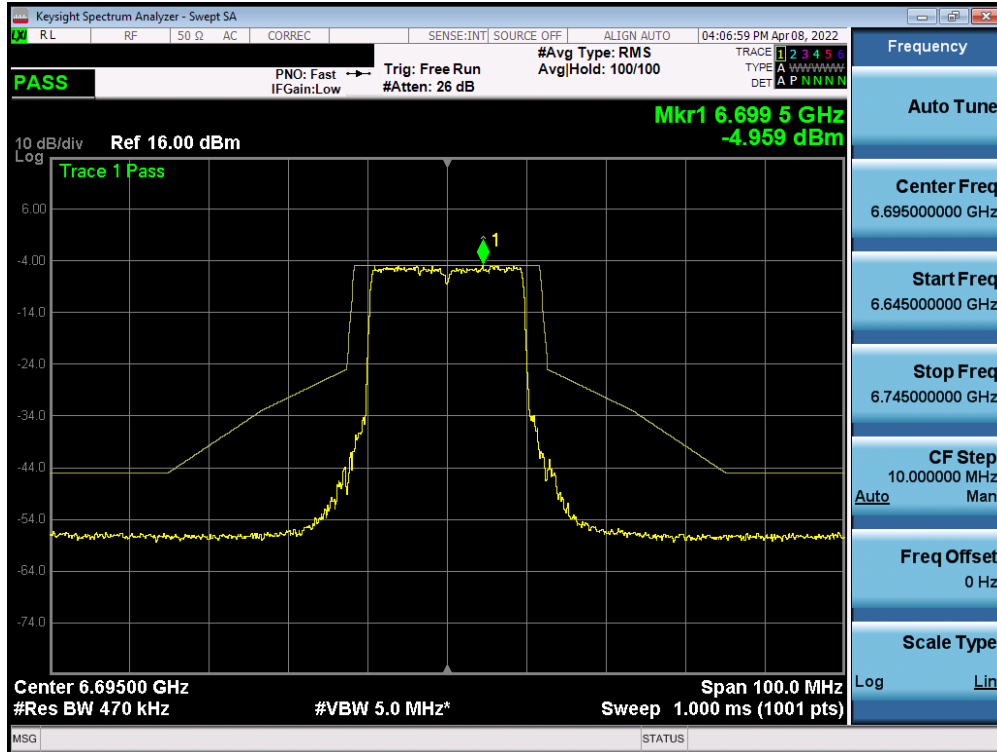 Keysight Spectrum Analyzer - Swept SA
LXI RL RF 50 Ω AC CORREC SENSE:INT SOURCE OFF ALIGN AUTO 04:06:59 PM Apr 08, 2022
PASS
PNO: Fast
IFGain:Low
Trig: Free Run
#Atten: 26 dB
#Avg Type: RMS
Avg|Hold: 100/100
TRACE 1 2 3 4 5 6
TYPE A WWWWW
DET A P N N N N
Mkr1 6.699 5 GHz
-4.959 dBm
10 dB/div Ref 16.00 dBm
Log
Trace 1 Pass
1
6.00
-4.00
-14.0
-24.0
-34.0
-44.0
-54.0
-64.0
-74.0
Center 6.69500 GHz Span 100.0 MHz
#Res BW 470 kHz #VBW 5.0 MHz* Sweep 1.000 ms (1001 pts)
MSG STATUS
Frequency
Auto Tune
Center Freq
6.695000000 GHz
Start Freq
6.645000000 GHz
Stop Freq
6.745000000 GHz
CF Step
10.000000 MHz
Auto Man
Freq Offset
0 Hz
Scale Type
Log Lin